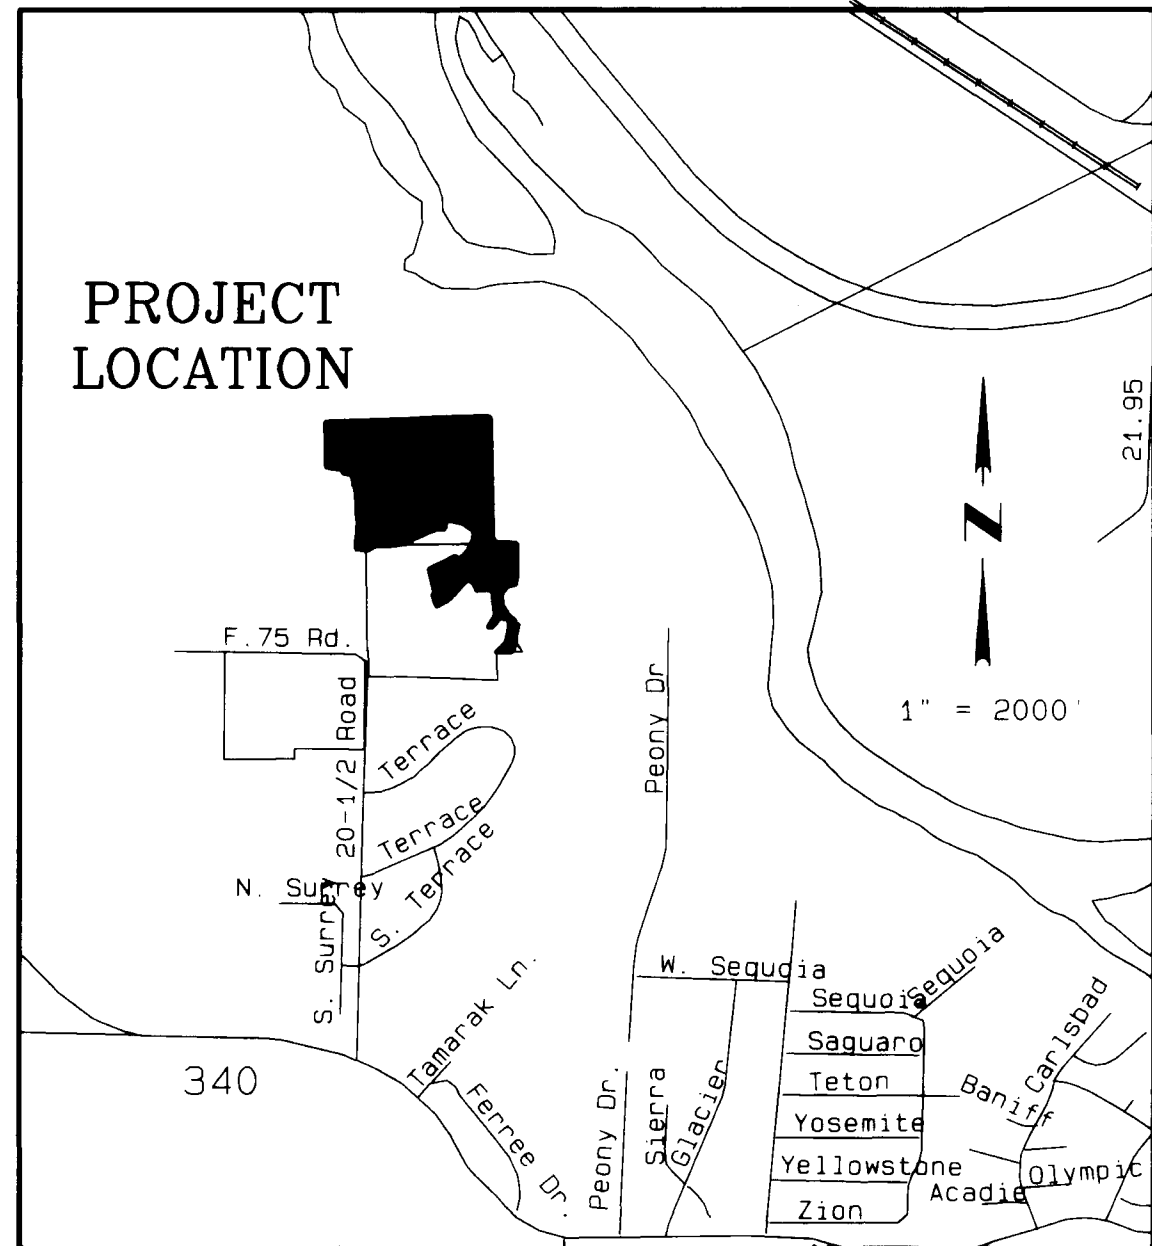 PROJECT
LOCATION
21.95
N
1" = 2000'
F.75 Rd.
20-1/2 Road
Terrace
Terrace
S. Terrace
N. Surrey
S. Surrey
Peony Dr
W. Sequoia
Sequoia
Sequoia
Saguaro
Teton
Yosemite
Yellowstone
Zion
Carlsbad
Baniff
Olympic
Acadie
340
Tamarak Ln.
Ferree Dr.
Peony Dr.
Sierra
Glacier